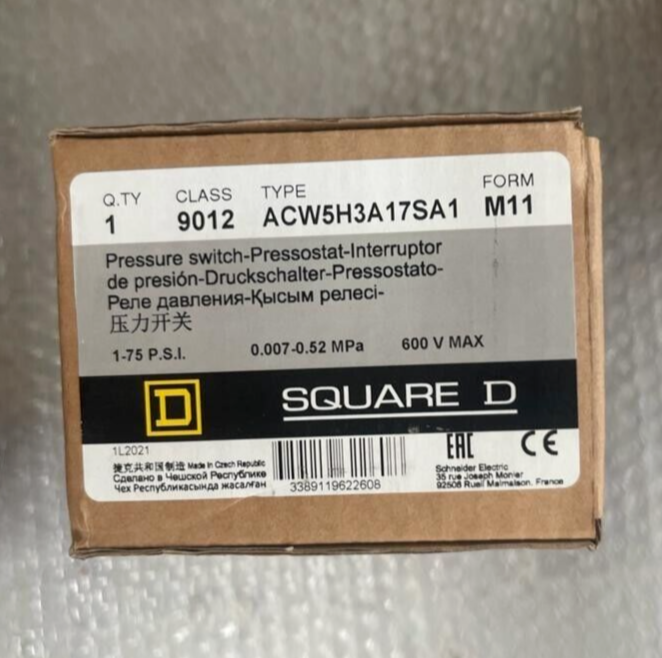 Q.TY CLASS TYPE FORM
1 9012 ACW5H3A17SA1 M11
Pressure switch-Pressostat-Interruptor
de presión-Druckschalter-Pressostato-
Реле давления-Қысым релесі-
压力开关
1-75 P.S.I. 0.007-0.52 MPa 600 V MAX
D SQUARE D
1L2021
捷克共和国制造 Made in Czech Republic
Сделано в Чешской Республике
Чех Республикасында жасалған
3389119622608
EAC CE
Schneider Electric
35 rue Joseph Monier
92506 Rueil Malmaison. France